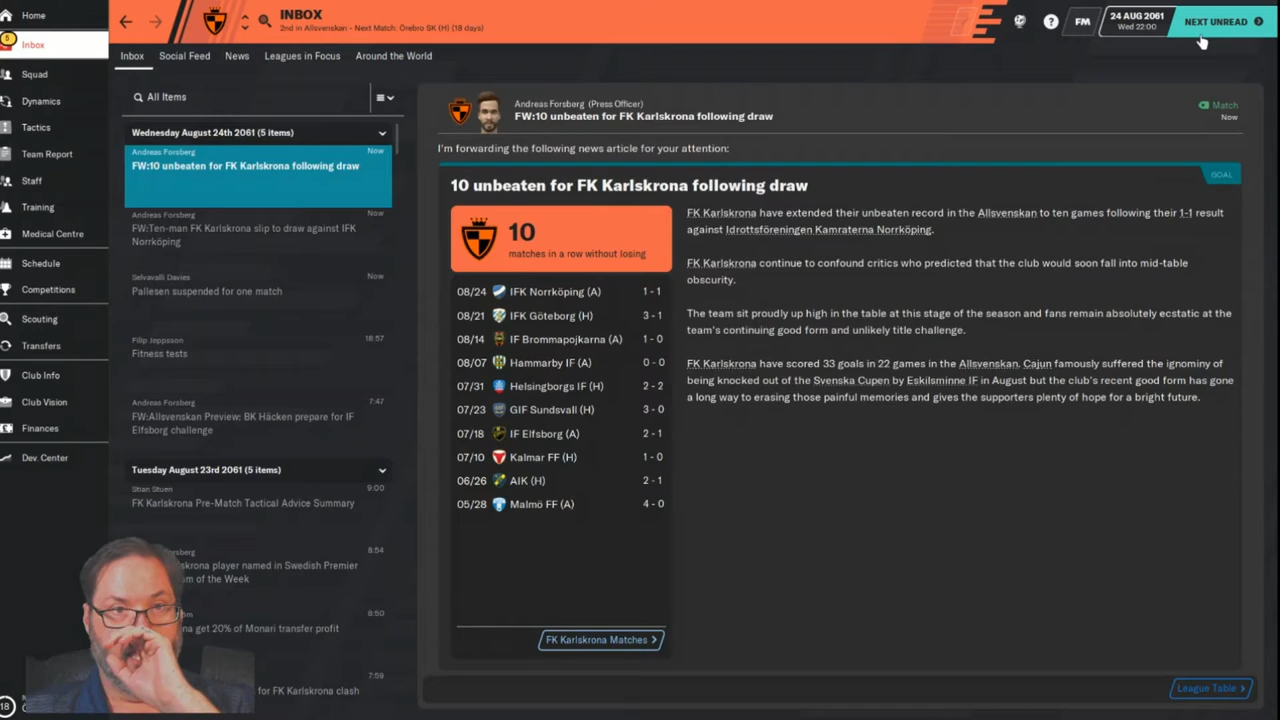 Home
5
Inbox
Squad
Dynamics
Tactics
Team Report
Staff
Training
Medical Centre
Schedule
Competitions
Scouting
Transfers
Club Info
Club Vision
Finances
Dev. Center
18
INBOX
2nd in Allsvenskan - Next Match: Örebro SK (H) (18 days)
?
FM
24 AUG 2061
Wed 22:00
NEXT UNREAD
Inbox
Social Feed
News
Leagues in Focus
Around the World
All Items
Wednesday August 24th 2061 (5 items)
Andreas Forsberg Now
FW:10 unbeaten for FK Karlskrona following draw
Andreas Forsberg Now
FW:Ten-man FK Karlskrona slip to draw against IFK
Norrköping
Selvavalli Davies Now
Pallesen suspended for one match
Filip Jeppsson 18:57
Fitness tests
Andreas Forsberg 7:47
FW:Allsvenskan Preview: BK Häcken prepare for IF
Elfsborg challenge
Tuesday August 23rd 2061 (5 items)
Stian Stuen 9:00
FK Karlskrona Pre-Match Tactical Advice Summary
sberg 8:54
skrona player named in Swedish Premier
m of the Week
8:50
na get 20% of Monari transfer profit
7:59
for FK Karlskrona clash
Andreas Forsberg (Press Officer)
FW:10 unbeaten for FK Karlskrona following draw
Match
Now
I'm forwarding the following news article for your attention:
GOAL
10 unbeaten for FK Karlskrona following draw
10
matches in a row without losing
08/24 IFK Norrköping (A) 1 - 1
08/21 IFK Göteborg (H) 3 - 1
08/14 IF Brommapojkarna (A) 1 - 0
08/07 Hammarby IF (A) 0 - 0
07/31 Helsingborgs IF (H) 2 - 2
07/23 GIF Sundsvall (H) 3 - 0
07/18 IF Elfsborg (A) 2 - 1
07/10 Kalmar FF (H) 1 - 0
06/26 AIK (H) 2 - 1
05/28 Malmö FF (A) 4 - 0
FK Karlskrona Matches
FK Karlskrona have extended their unbeaten record in the Allsvenskan to ten games following their 1-1 result
against Idrottsföreningen Kamraterna Norrköping.
FK Karlskrona continue to confound critics who predicted that the club would soon fall into mid-table
obscurity.
The team sit proudly up high in the table at this stage of the season and fans remain absolutely ecstatic at the
team's continuing good form and unlikely title challenge.
FK Karlskrona have scored 33 goals in 22 games in the Allsvenskan. Cajun famously suffered the ignominy of
being knocked out of the Svenska Cupen by Eskilsminne IF in August but the club's recent good form has gone
a long way to erasing those painful memories and gives the supporters plenty of hope for a bright future.
League Table